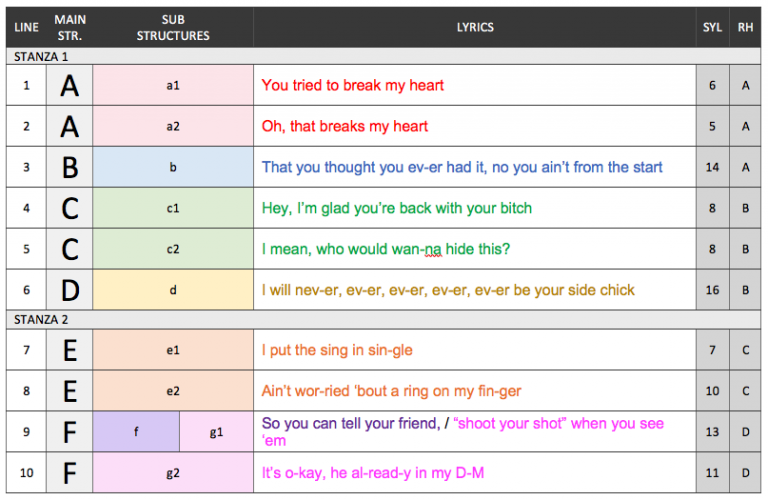 LINE MAIN STR. SUB STRUCTURES LYRICS SYL RH
STANZA 1
1 A a1 You tried to break my heart 6 A
2 A a2 Oh, that breaks my heart 5 A
3 B b That you thought you ev-er had it, no you ain’t from the start 14 A
4 C c1 Hey, I’m glad you’re back with your bitch 8 B
5 C c2 I mean, who would wan-na hide this? 8 B
6 D d I will nev-er, ev-er, ev-er, ev-er, ev-er be your side chick 16 B
STANZA 2
7 E e1 I put the sing in sin-gle 7 C
8 E e2 Ain’t wor-ried ‘bout a ring on my fin-ger 10 C
9 F f g1 So you can tell your friend, / “shoot your shot” when you see
‘em 13 D
10 F g2 It’s o-kay, he al-read-y in my D-M 11 D